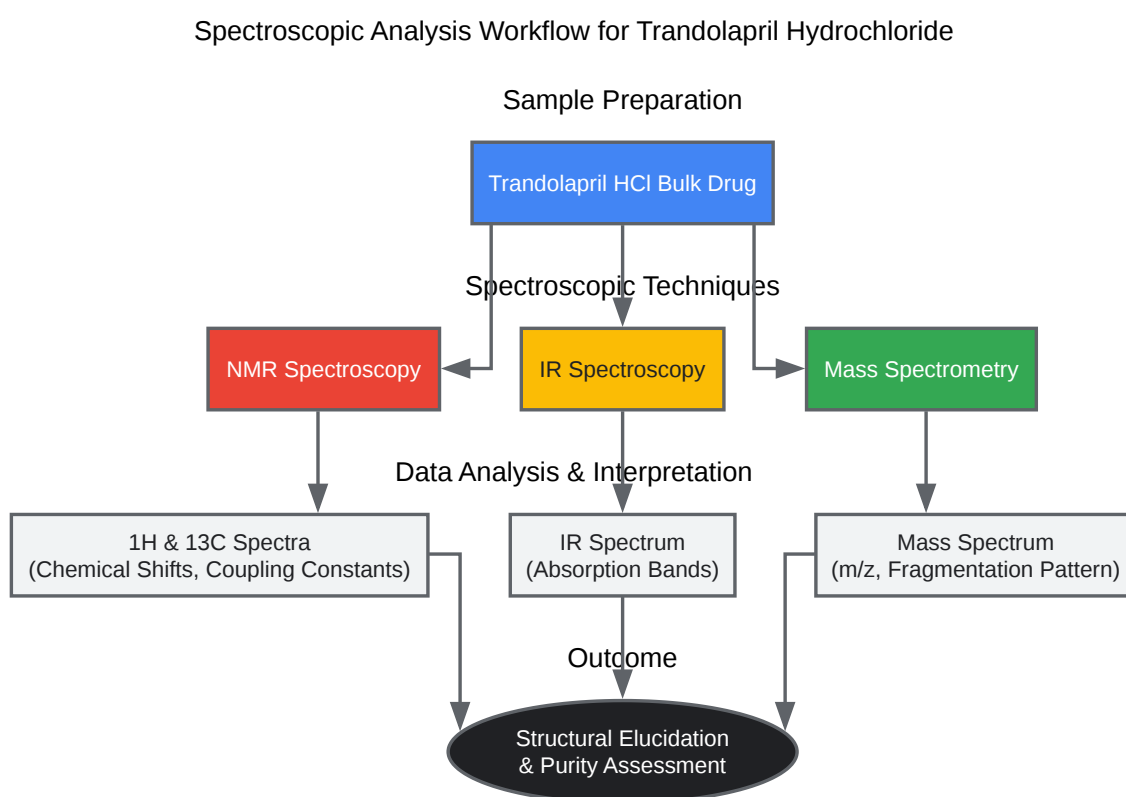 Spectroscopic Analysis Workflow for Trandolapril Hydrochloride
Sample Preparation
Trandolapril HCl Bulk Drug
Spectroscopic Techniques
NMR Spectroscopy
IR Spectroscopy
Mass Spectrometry
Data Analysis & Interpretation
1H & 13C Spectra
(Chemical Shifts, Coupling Constants)
IR Spectrum
(Absorption Bands)
Mass Spectrum
(m/z, Fragmentation Pattern)
Outcome
Structural Elucidation
& Purity Assessment